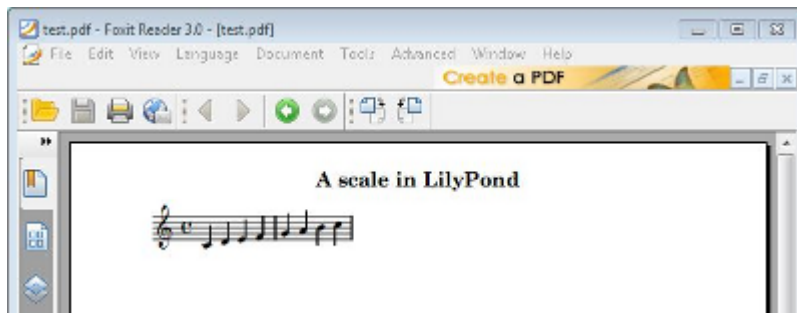 test.pdf - Foxit Reader 3.0 - [test.pdf]
File Edit View Language Document Tools Advanced Window Help
Create a PDF
A scale in LilyPond